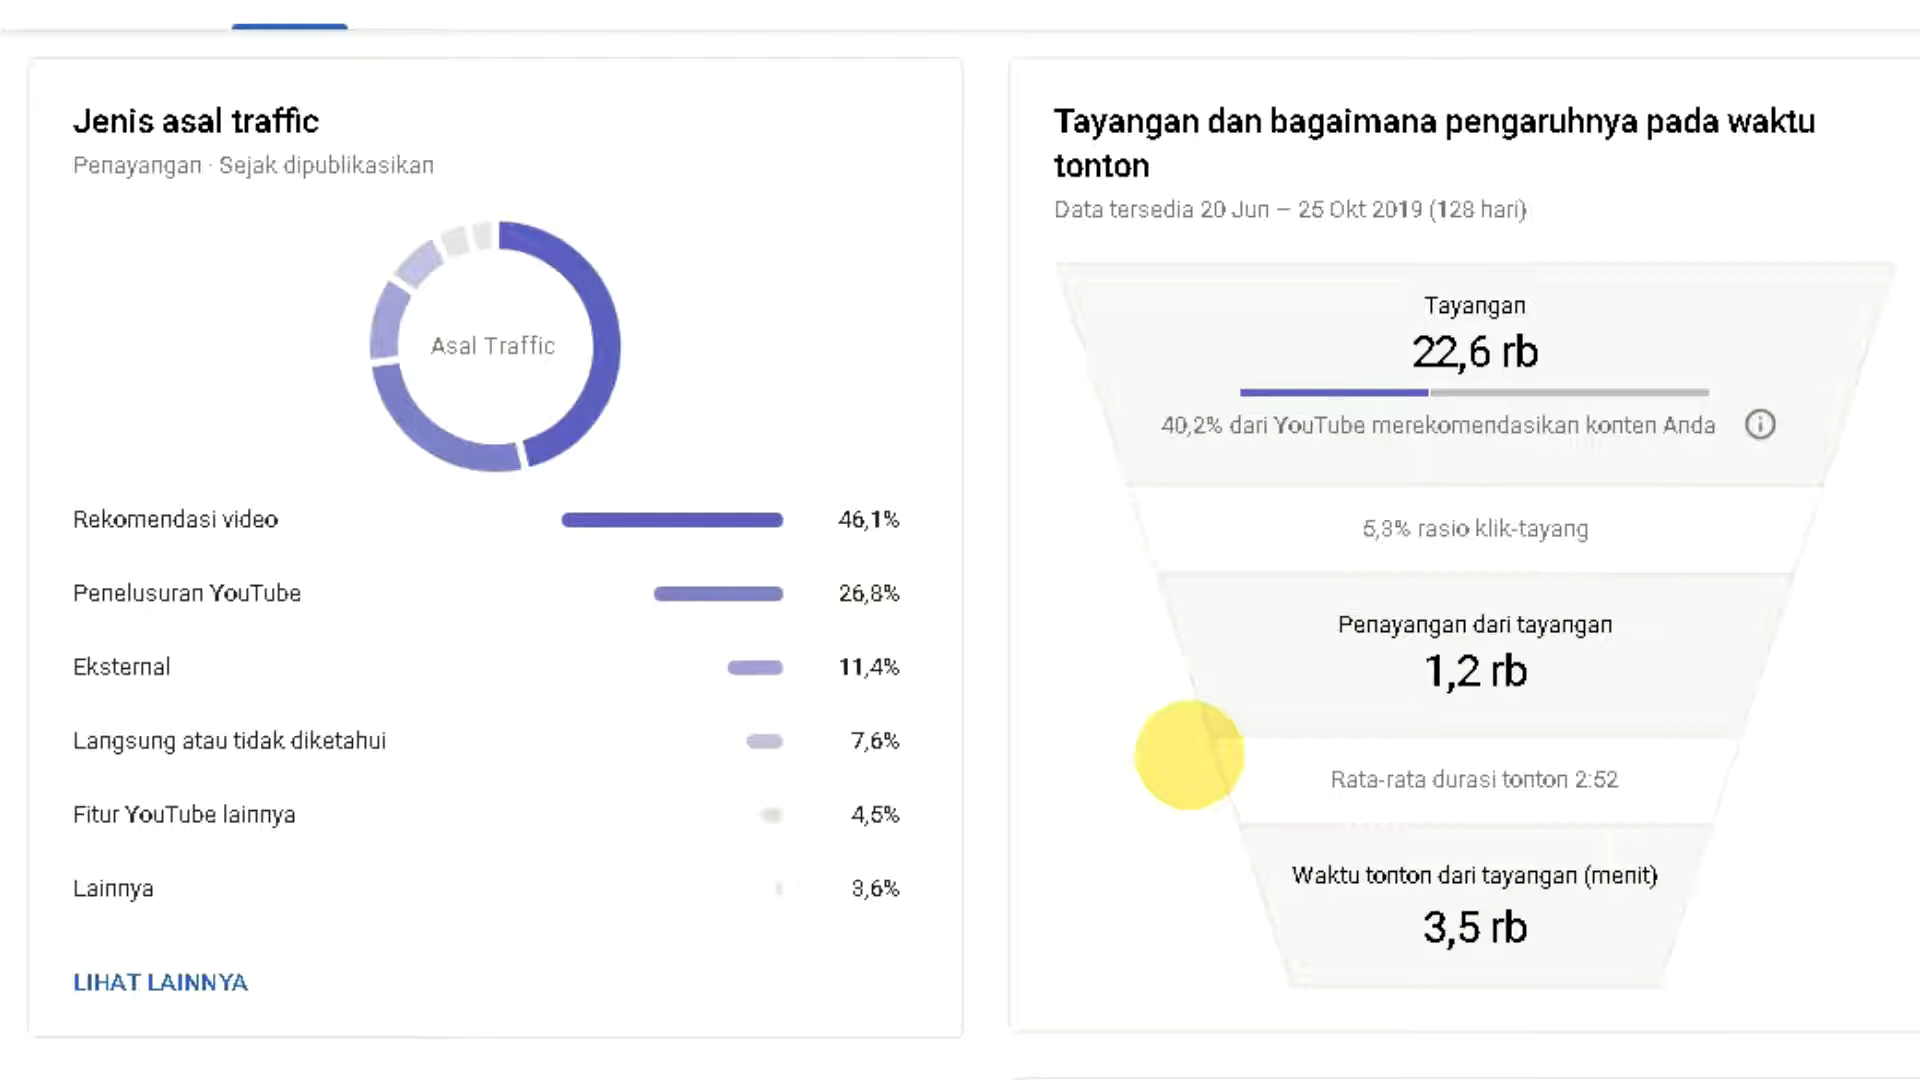 Jenis asal traffic
Penayangan · Sejak dipublikasikan
Asal Traffic
Rekomendasi video 46,1%
Penelusuran YouTube 26,8%
Eksternal 11,4%
Langsung atau tidak diketahui 7,6%
Fitur YouTube lainnya 4,5%
Lainnya 3,6%
LIHAT LAINNYA
Tayangan dan bagaimana pengaruhnya pada waktu
tonton
Data tersedia 20 Jun – 25 Okt 2019 (128 hari)
Tayangan
22,6 rb
40,2% dari YouTube merekomendasikan konten Anda
5,3% rasio klik-tayang
Penayangan dari tayangan
1,2 rb
Rata-rata durasi tonton 2:52
Waktu tonton dari tayangan (menit)
3,5 rb